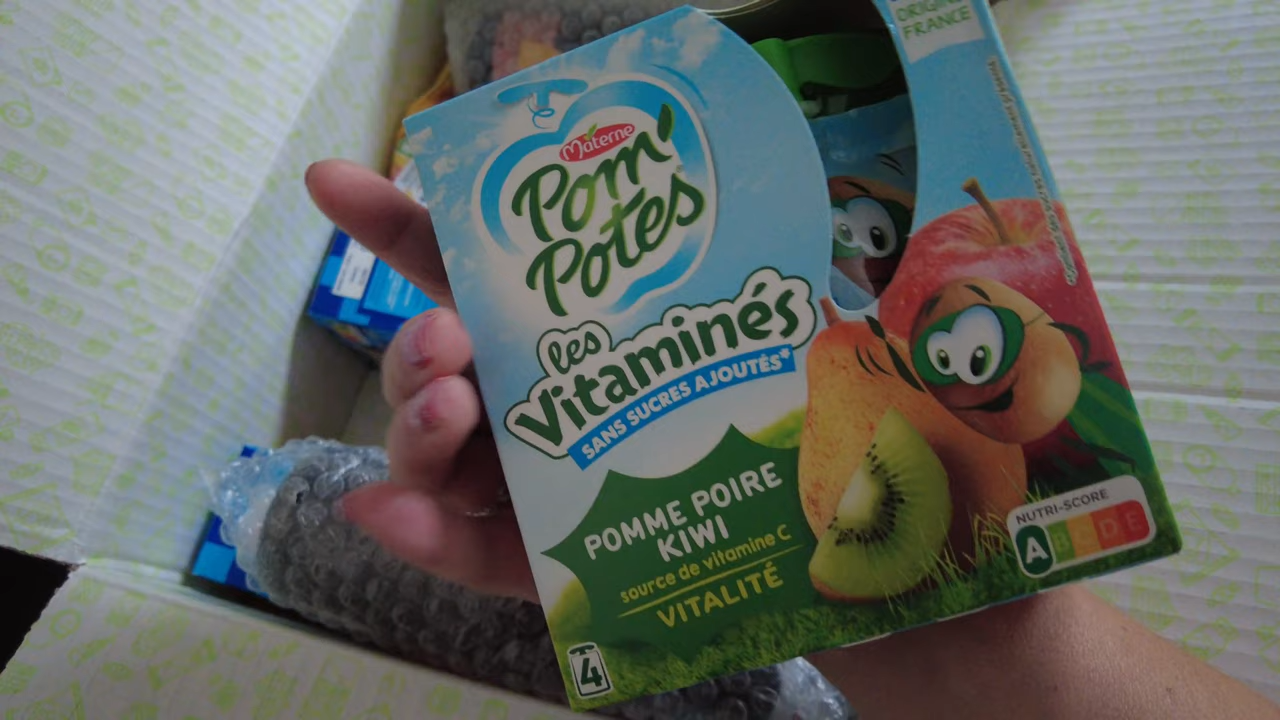 ORIGINE
FRANCE
Materne
Pom'
Potes
les
Vitaminés
SANS SUCRES AJOUTÉS*
POMME POIRE
KIWI
source de vitamine C
VITALITÉ
NUTRI-SCORE
A B C D E
4